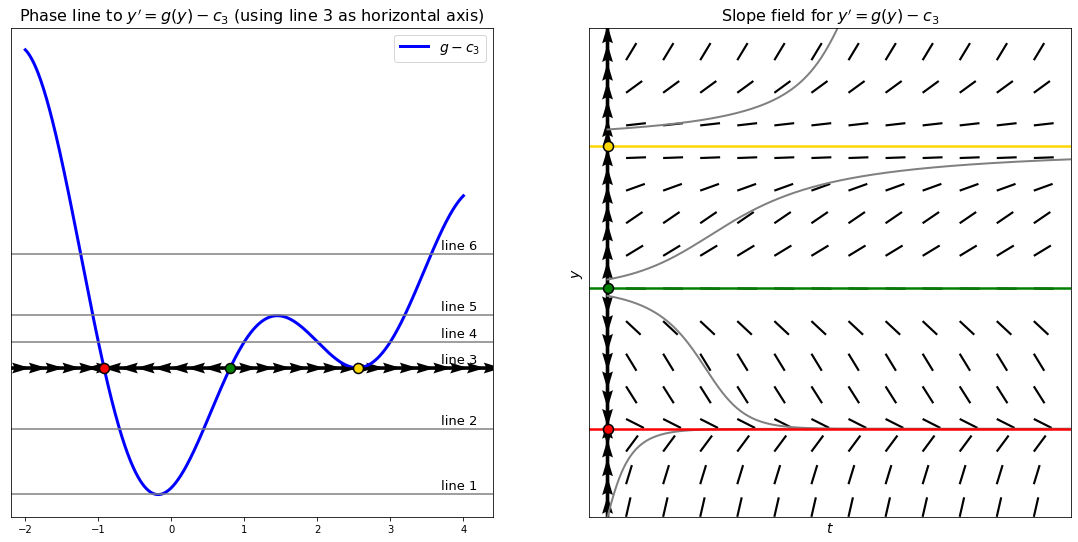 Phase line to y′ = g(y) − c₃ (using line 3 as horizontal axis)
g − c₃
line 6
line 5
line 4
line 3
line 2
line 1
−2 −1 0 1 2 3 4
Slope field for y′ = g(y) − c₃
y
t